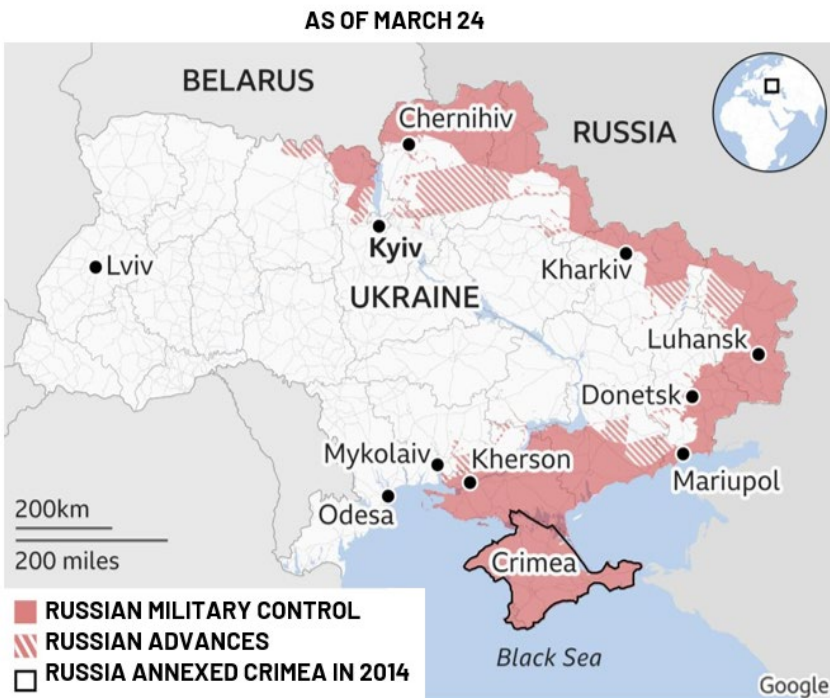 AS OF MARCH 24
BELARUS
Chernihiv
RUSSIA
Kyiv
Lviv
Kharkiv
UKRAINE
Luhansk
Donetsk
Mykolaiv
Kherson
Mariupol
Odesa
200km
200 miles
Crimea
RUSSIAN MILITARY CONTROL
RUSSIAN ADVANCES
RUSSIA ANNEXED CRIMEA IN 2014
Black Sea
Google